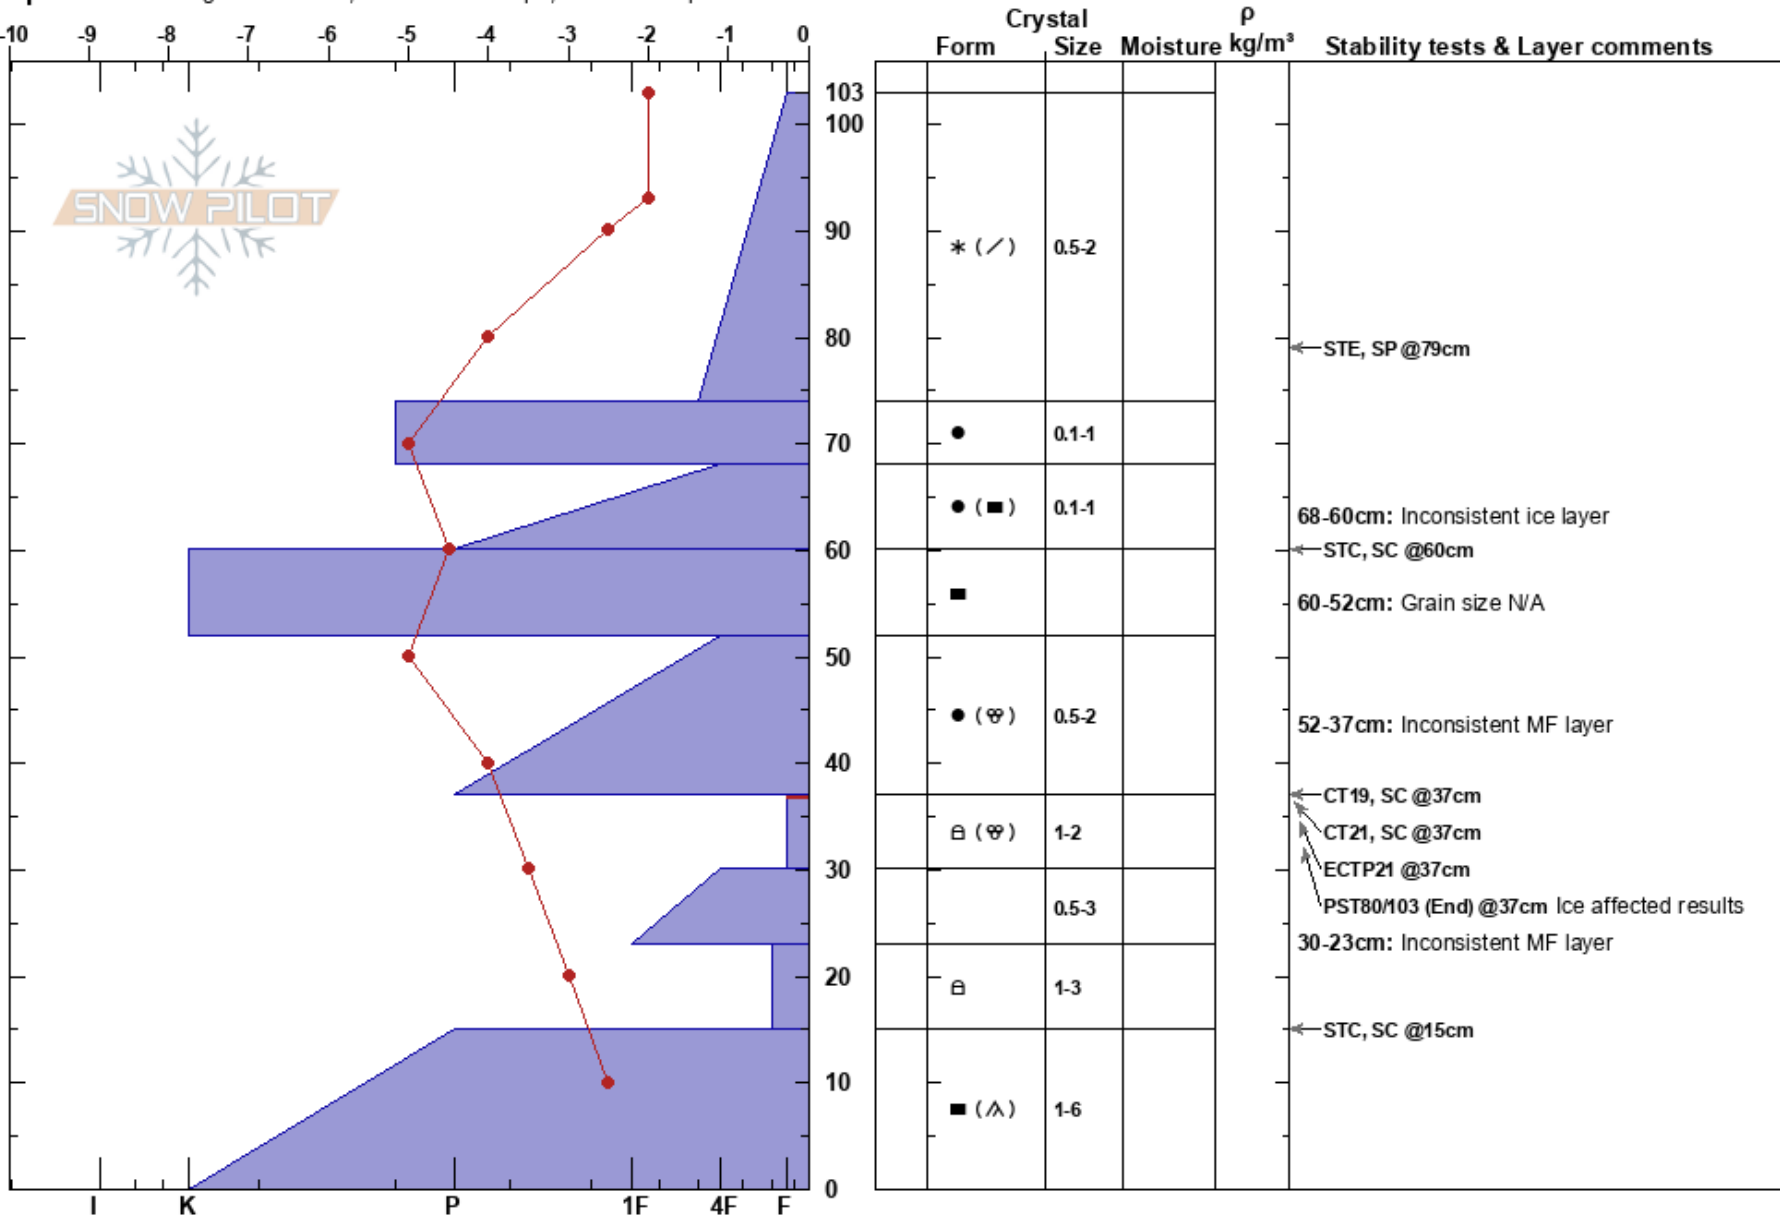 -10 -9 -8 -7 -6 -5 -4 -3 -2 -1 0
Crystal
Form Size Moisture
ρ
kg/m³
Stability tests & Layer comments
103
100
90
80
70
60
50
40
30
20
10
0
SNOW PILOT
I K P 1F 4F F
( ) 0.5-2
0.1-1
( ) 0.1-1
( ) 0.5-2
( ) 1-2
0.5-3
1-3
( ) 1-6
STE, SP @79cm
68-60cm: Inconsistent ice layer
STC, SC @60cm
60-52cm: Grain size N/A
52-37cm: Inconsistent MF layer
CT19, SC @37cm
CT21, SC @37cm
ECTP21 @37cm
PST80/103 (End) @37cm Ice affected results
30-23cm: Inconsistent MF layer
STC, SC @15cm